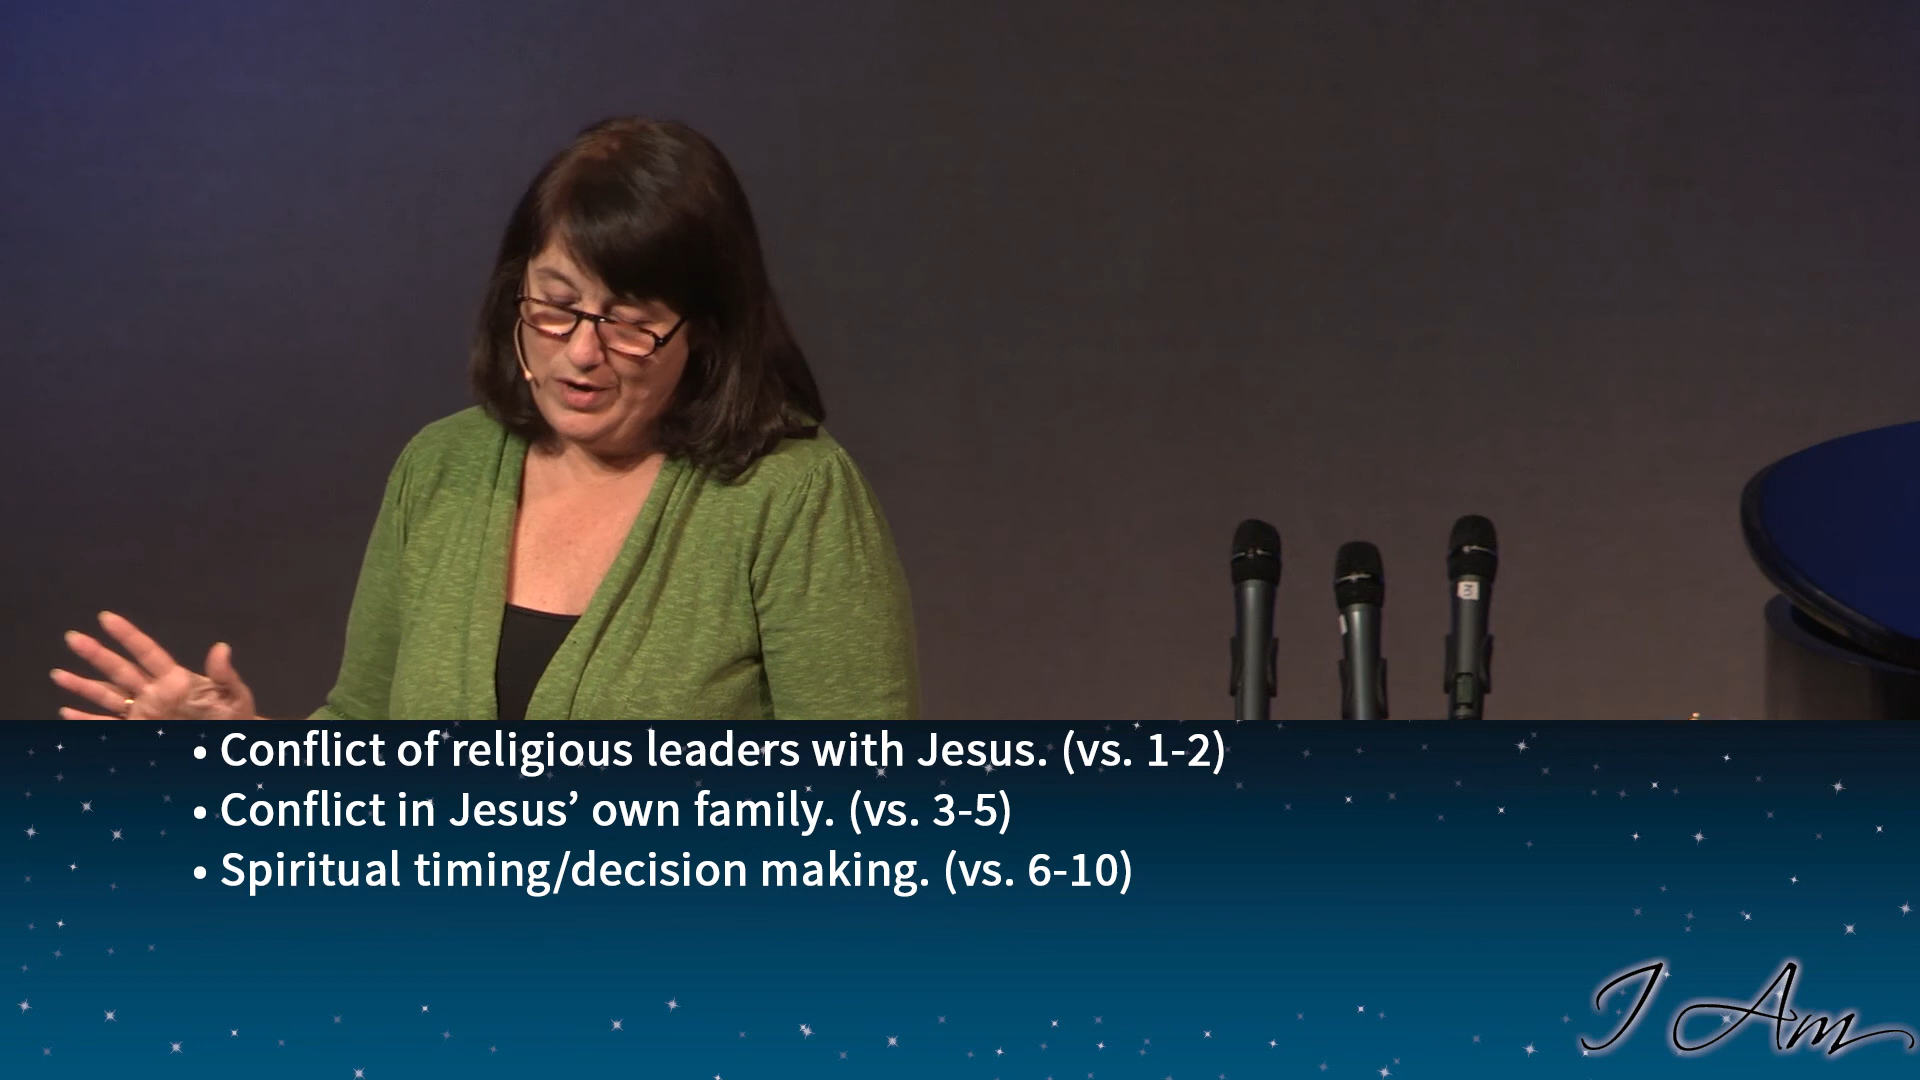 • Conflict of religious leaders with Jesus. (vs. 1-2)
• Conflict in Jesus’ own family. (vs. 3-5)
• Spiritual timing/decision making. (vs. 6-10)
I Am